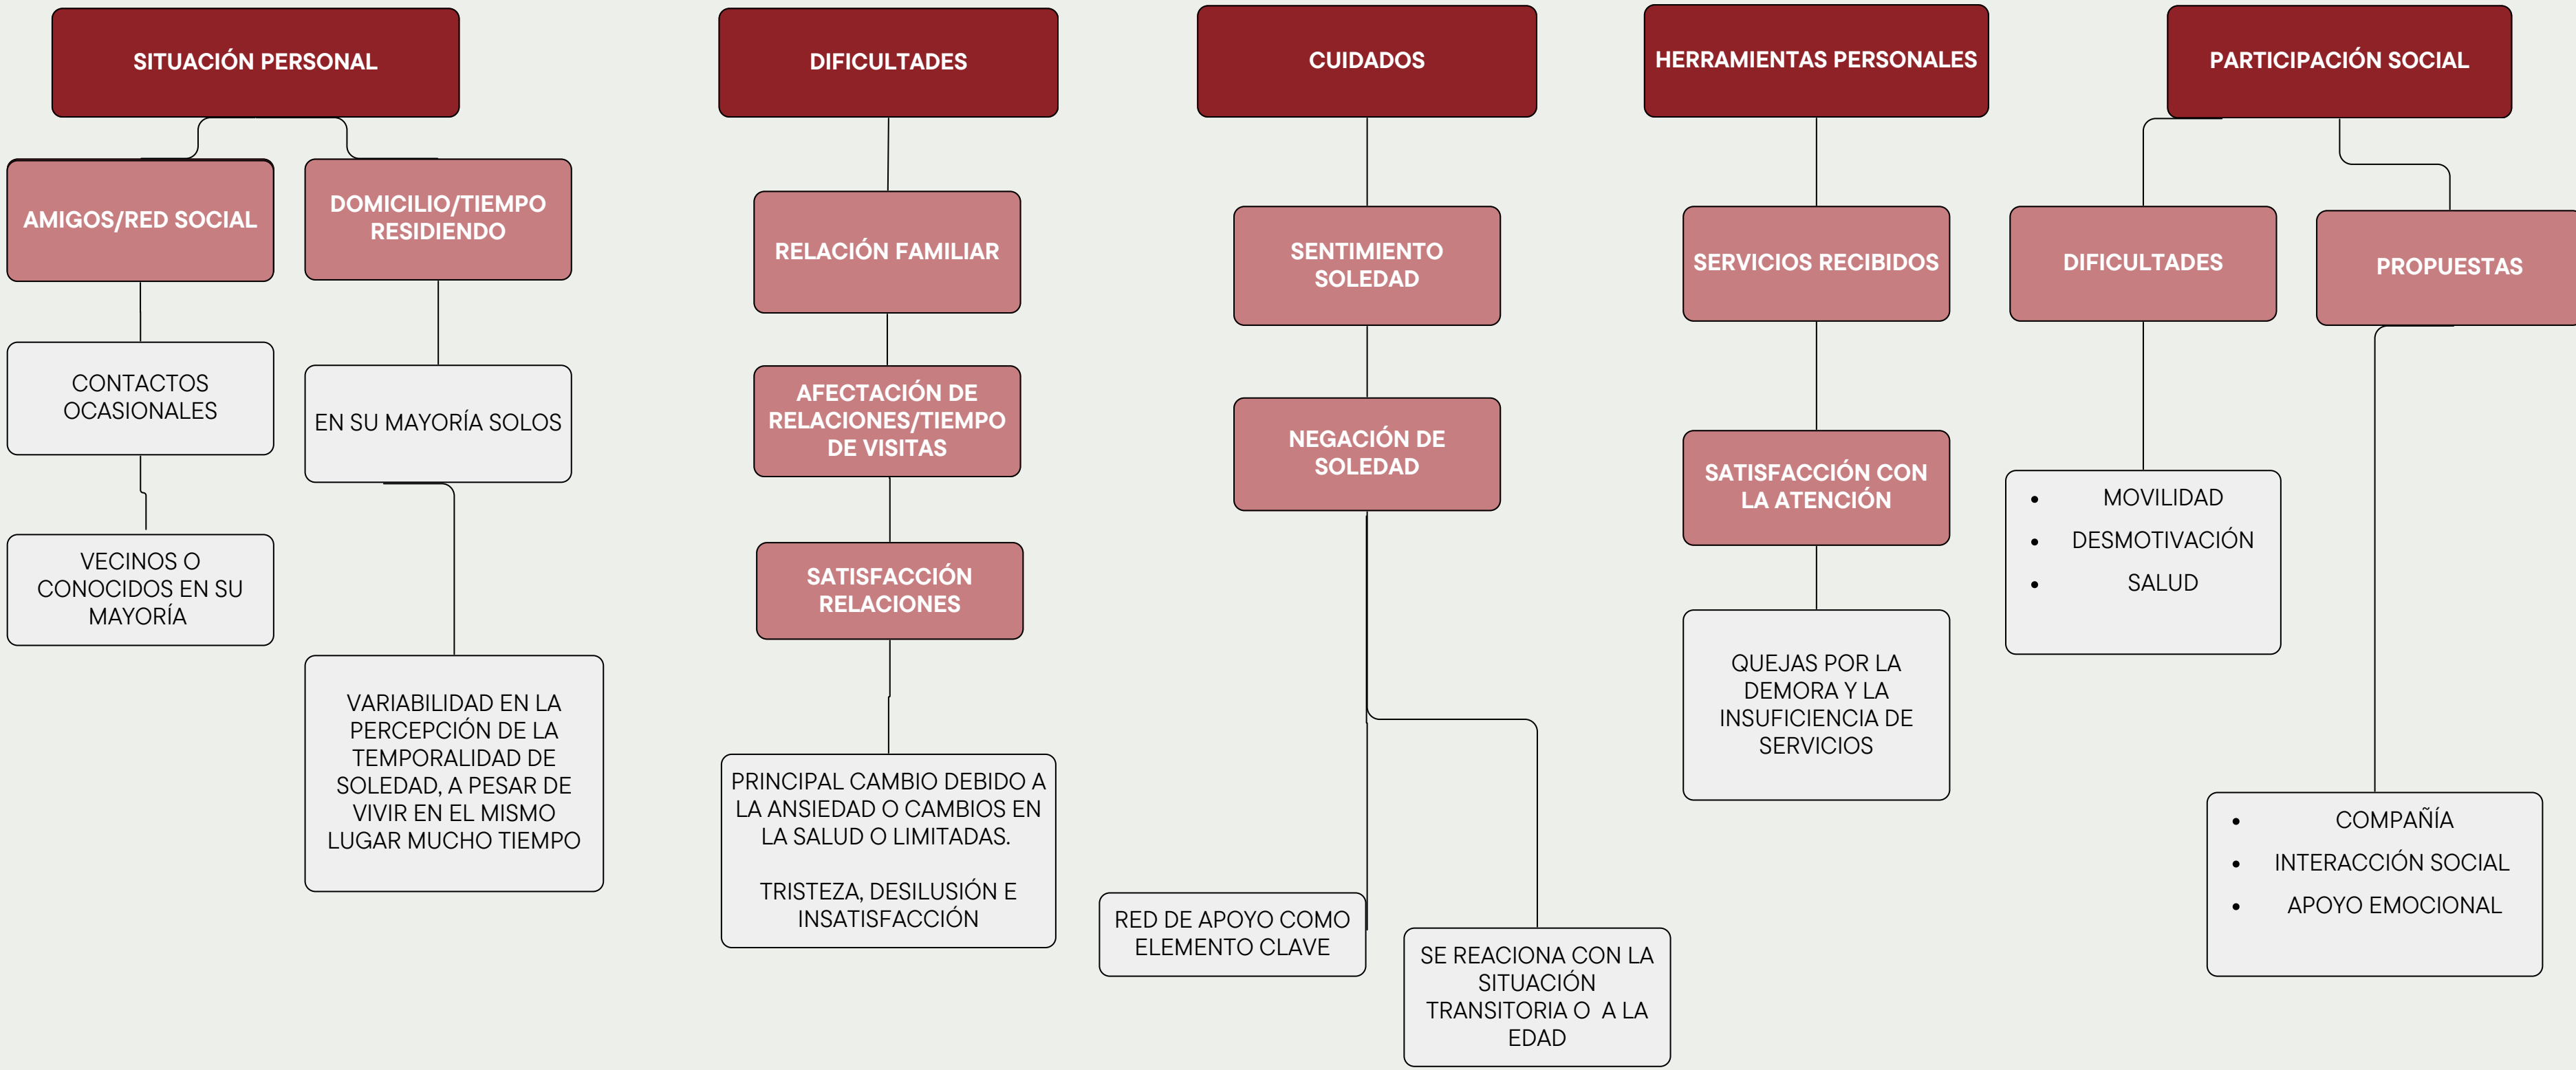 SITUACIÓN PERSONAL
AMIGOS/RED SOCIAL
CONTACTOS
OCASIONALES
VECINOS O
CONOCIDOS EN SU
MAYORÍA
DOMICILIO/TIEMPO
RESIDIENDO
EN SU MAYORÍA SOLOS
VARIABILIDAD EN LA
PERCEPCIÓN DE LA
TEMPORALIDAD DE
SOLEDAD, A PESAR DE
VIVIR EN EL MISMO
LUGAR MUCHO TIEMPO
DIFICULTADES
RELACIÓN FAMILIAR
AFECTACIÓN DE
RELACIONES/TIEMPO
DE VISITAS
SATISFACCIÓN
RELACIONES
PRINCIPAL CAMBIO DEBIDO A
LA ANSIEDAD O CAMBIOS EN
LA SALUD O LIMITADAS.
TRISTEZA, DESILUSIÓN E
INSATISFACCIÓN
CUIDADOS
SENTIMIENTO
SOLEDAD
NEGACIÓN DE
SOLEDAD
RED DE APOYO COMO
ELEMENTO CLAVE
SE REACIONA CON LA
SITUACIÓN
TRANSITORIA O  A LA
EDAD
HERRAMIENTAS PERSONALES
SERVICIOS RECIBIDOS
SATISFACCIÓN CON
LA ATENCIÓN
QUEJAS POR LA
DEMORA Y LA
INSUFICIENCIA DE
SERVICIOS
PARTICIPACIÓN SOCIAL
DIFICULTADES
• MOVILIDAD
• DESMOTIVACIÓN
• SALUD
PROPUESTAS
• COMPAÑÍA
• INTERACCIÓN SOCIAL
• APOYO EMOCIONAL